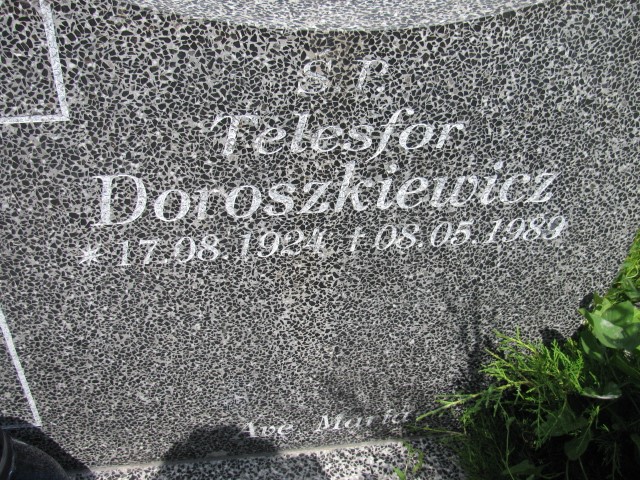 Ś. P.
Telesfor
Doroszkiewicz
* 17.08.1924. † 08.05.1989
Ave Maria